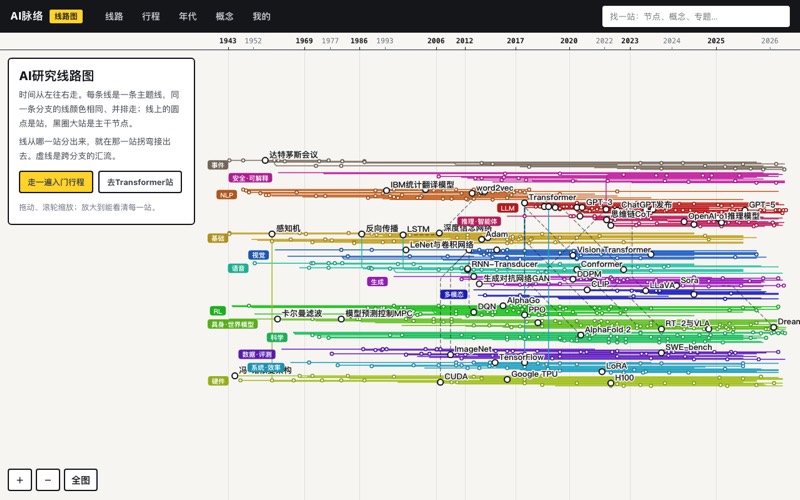 AI脉络 线路图 线路 行程 年代 概念 我的 找一站：节点、概念、专题…
1943 1952 1969 1977 1986 1993 2006 2012 2017 2020 2022 2023 2024 2025 2026
AI研究线路图
时间从左往右走。每条线是一条主题线，同
一条分支的线颜色相同、并排走；线上的圆
点是站，黑圈大站是主干节点。
线从哪一站分出来，就在那一站拐弯接出
去。虚线是跨分支的汇流。
走一遍入门行程 去Transformer站
拖动、滚轮缩放；放大到能看清每一站。
达特茅斯会议
事件
安全·可解释
IBM统计翻译模型 word2vec
NLP
Transformer GPT-3 ChatGPT发布 GPT-5
LLM
思维链CoT OpenAI o1推理模型
推理·智能体
感知机 反向传播 LSTM 深度信念网络 Adam
基础
LeNet与卷积网络 Vision Transformer
视觉
RNN-Transducer Conformer
语音
生成对抗网络GAN DDPM Sora
生成
CLIP LLaVA
多模态
DQN AlphaGo
RL
卡尔曼滤波 模型预测控制MPC PPO
具身·世界模型
RT-2与VLA Dream
AlphaFold 2
科学
ImageNet SWE-bench
数据·评测
TensorFlow
系统·效率
LoRA
CUDA Google TPU H100
硬件
+ − 全图